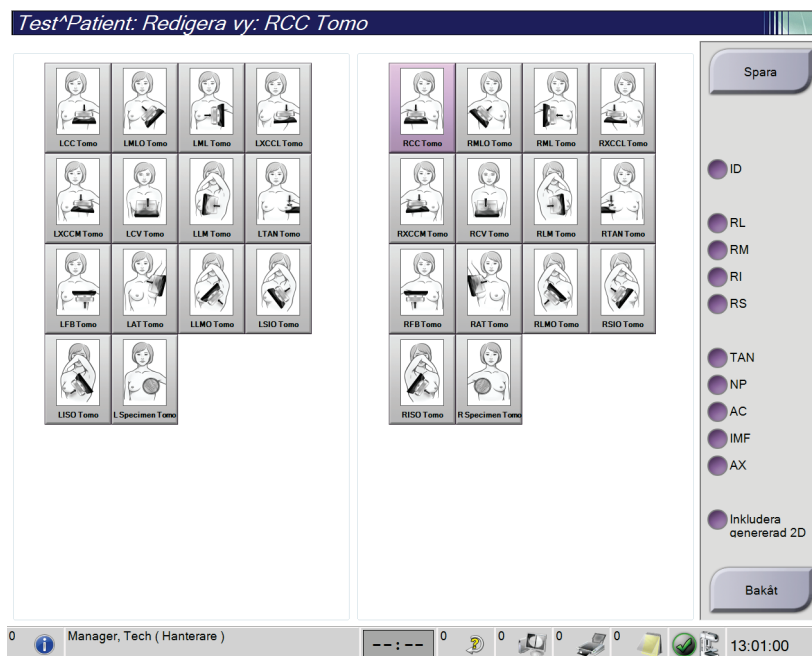 Test^Patient: Redigera vy: RCC Tomo
LCC Tomo LMLO Tomo LML Tomo LXCCL Tomo
LXCCM Tomo LCV Tomo LLM Tomo LTAN Tomo
LFB Tomo LAT Tomo LLMO Tomo LSIO Tomo
LISO Tomo L Specimen Tomo
RCC Tomo RMLO Tomo RML Tomo RXCCL Tomo
RXCCM Tomo RCV Tomo RLM Tomo RTAN Tomo
RFB Tomo RAT Tomo RLMO Tomo RSIO Tomo
RISO Tomo R Specimen Tomo
Spara
ID
RL
RM
RI
RS
TAN
NP
AC
IMF
AX
Inkludera
genererad 2D
Bakåt
0 Manager, Tech ( Hanterare ) --:-- 0 0 0 0 13:01:00